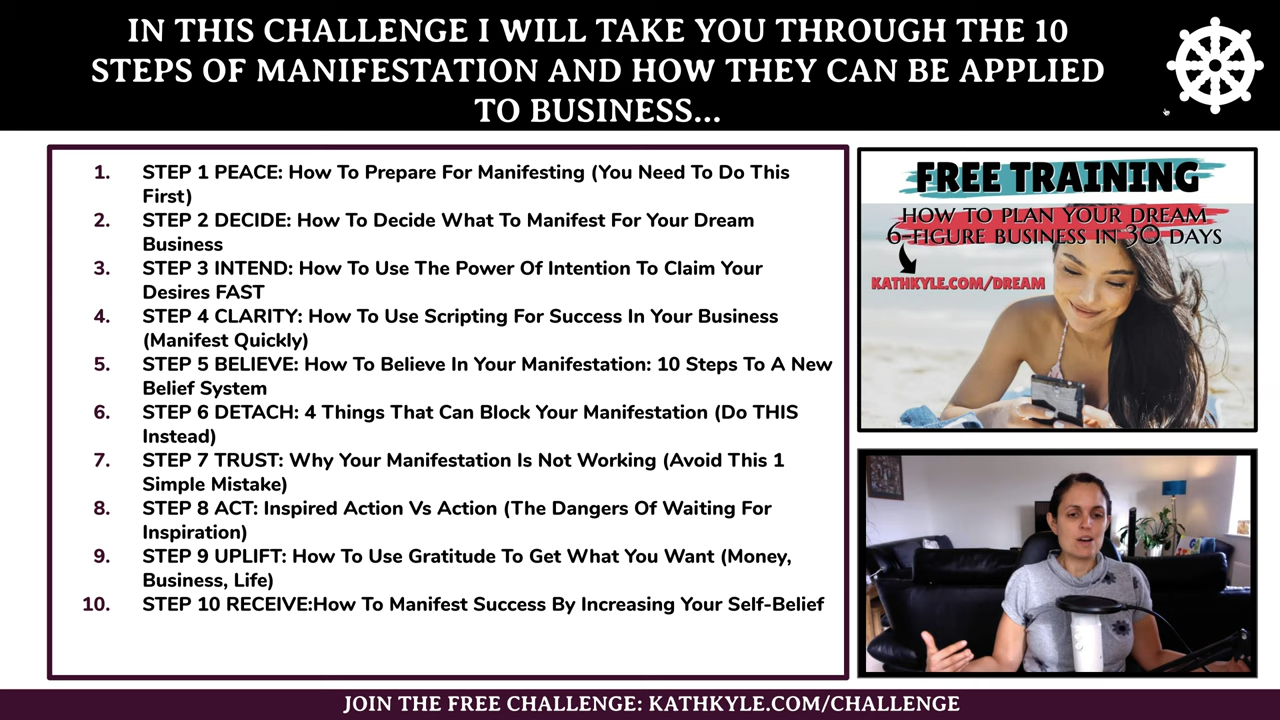 IN THIS CHALLENGE I WILL TAKE YOU THROUGH THE 10
STEPS OF MANIFESTATION AND HOW THEY CAN BE APPLIED
TO BUSINESS...
1. STEP 1 PEACE: How To Prepare For Manifesting (You Need To Do This
First)
2. STEP 2 DECIDE: How To Decide What To Manifest For Your Dream
Business
3. STEP 3 INTEND: How To Use The Power Of Intention To Claim Your
Desires FAST
4. STEP 4 CLARITY: How To Use Scripting For Success In Your Business
(Manifest Quickly)
5. STEP 5 BELIEVE: How To Believe In Your Manifestation: 10 Steps To A New
Belief System
6. STEP 6 DETACH: 4 Things That Can Block Your Manifestation (Do THIS
Instead)
7. STEP 7 TRUST: Why Your Manifestation Is Not Working (Avoid This 1
Simple Mistake)
8. STEP 8 ACT: Inspired Action Vs Action (The Dangers Of Waiting For
Inspiration)
9. STEP 9 UPLIFT: How To Use Gratitude To Get What You Want (Money,
Business, Life)
10. STEP 10 RECEIVE:How To Manifest Success By Increasing Your Self-Belief
FREE TRAINING
HOW TO PLAN YOUR DREAM
6-FIGURE BUSINESS IN 30 DAYS
KATHKYLE.COM/DREAM
JOIN THE FREE CHALLENGE: KATHKYLE.COM/CHALLENGE